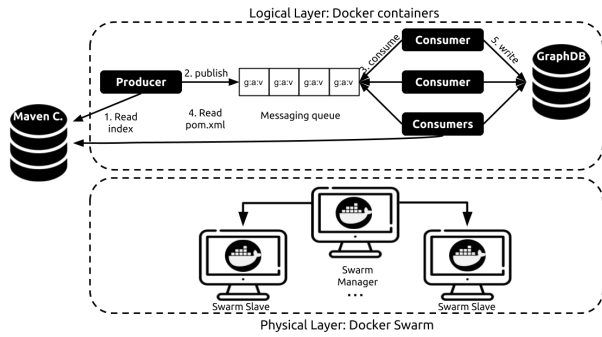 Logical Layer: Docker containers
Consumer
5. write
GraphDB
3. consume
Producer
2. publish
g:a:v g:a:v g:a:v g:a:v
Consumer
Maven C.
1. Read
index
4. Read
pom.xml
Messaging queue
Consumers
Swarm
Manager
...
Swarm Slave
Swarm Slave
Physical Layer: Docker Swarm